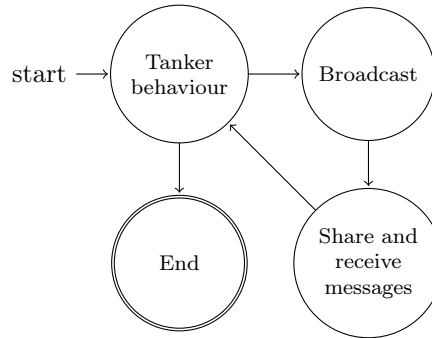 start
Tanker
behaviour
Broadcast
End
Share and
receive
messages